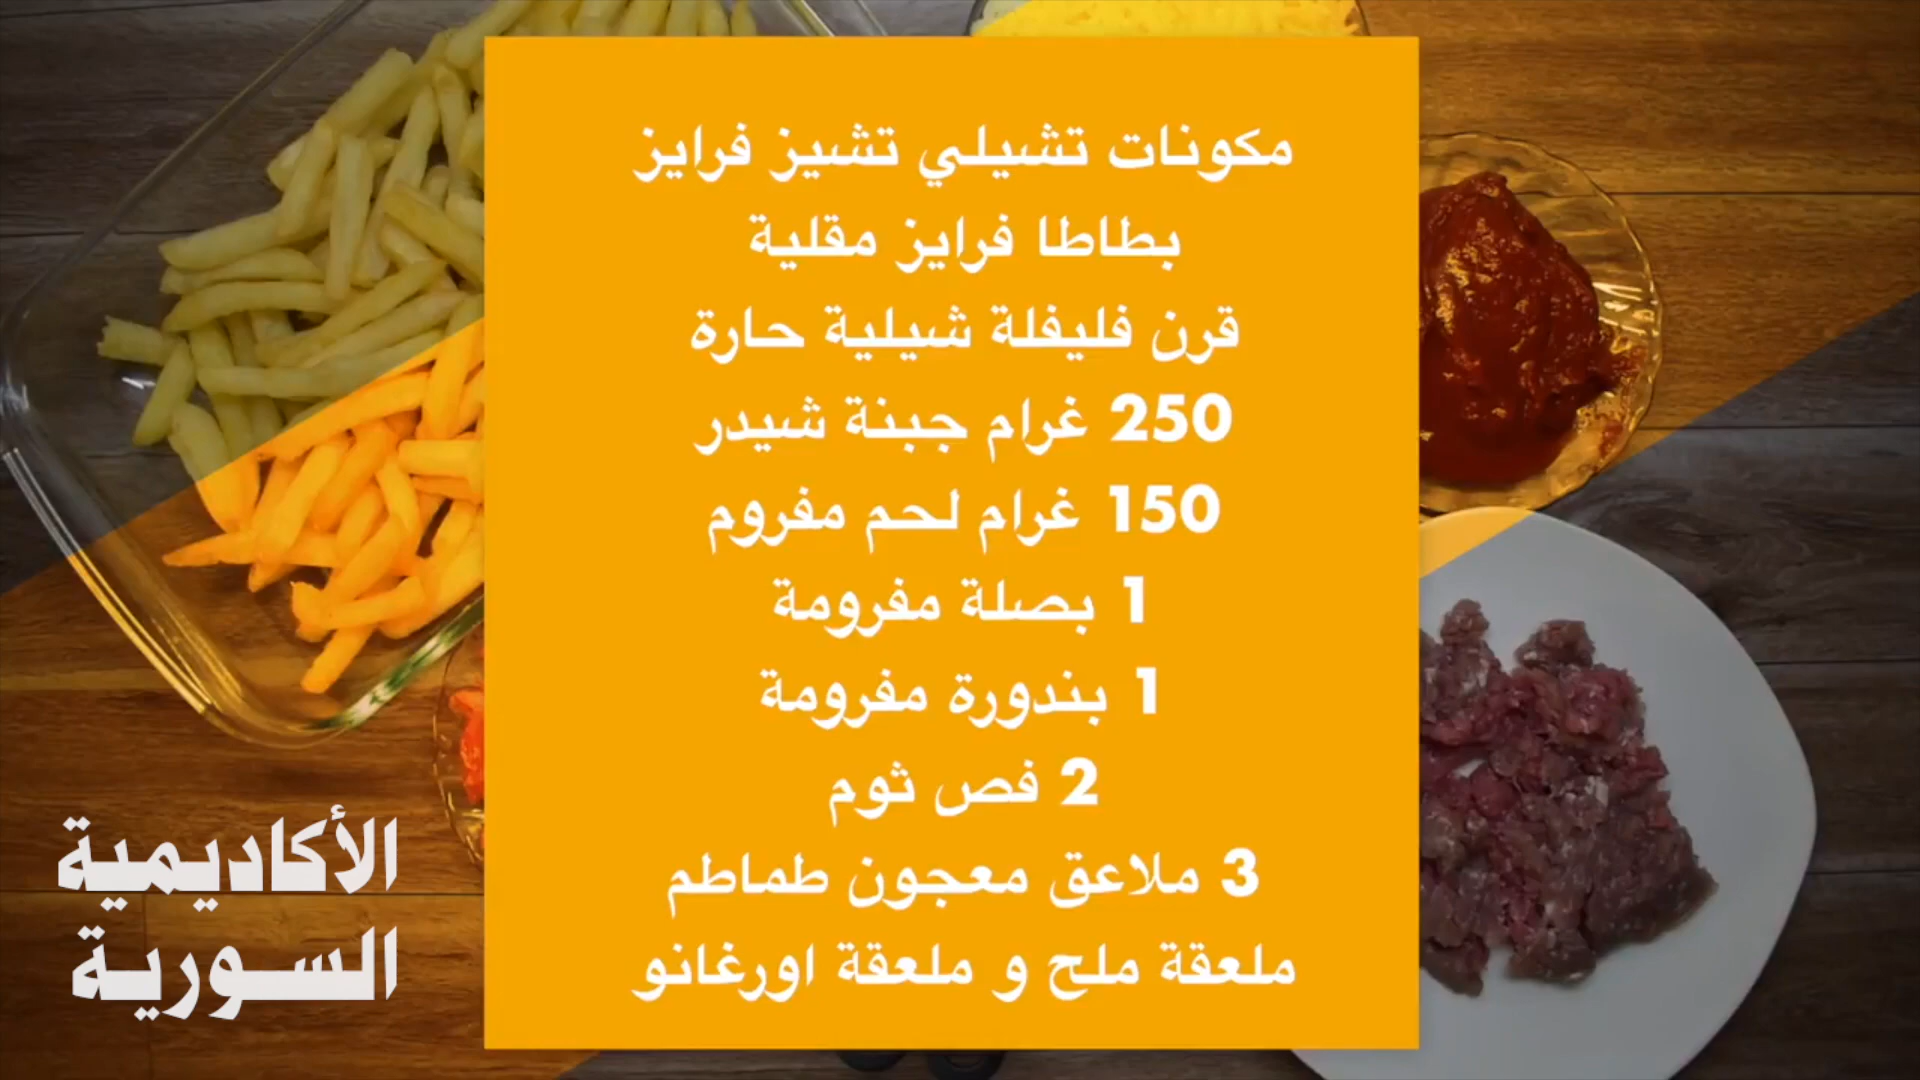 مكونات تشيلي تشيز فرايز
بطاطا فرايز مقلية
قرن فليفلة شيلية حارة
250 غرام جبنة شيدر
150 غرام لحم مفروم
1 بصلة مفرومة
1 بندورة مفرومة
2 فص ثوم
3 ملاعق معجون طماطم
ملعقة ملح و ملعقة اورغانو
الأكاديمية
السورية